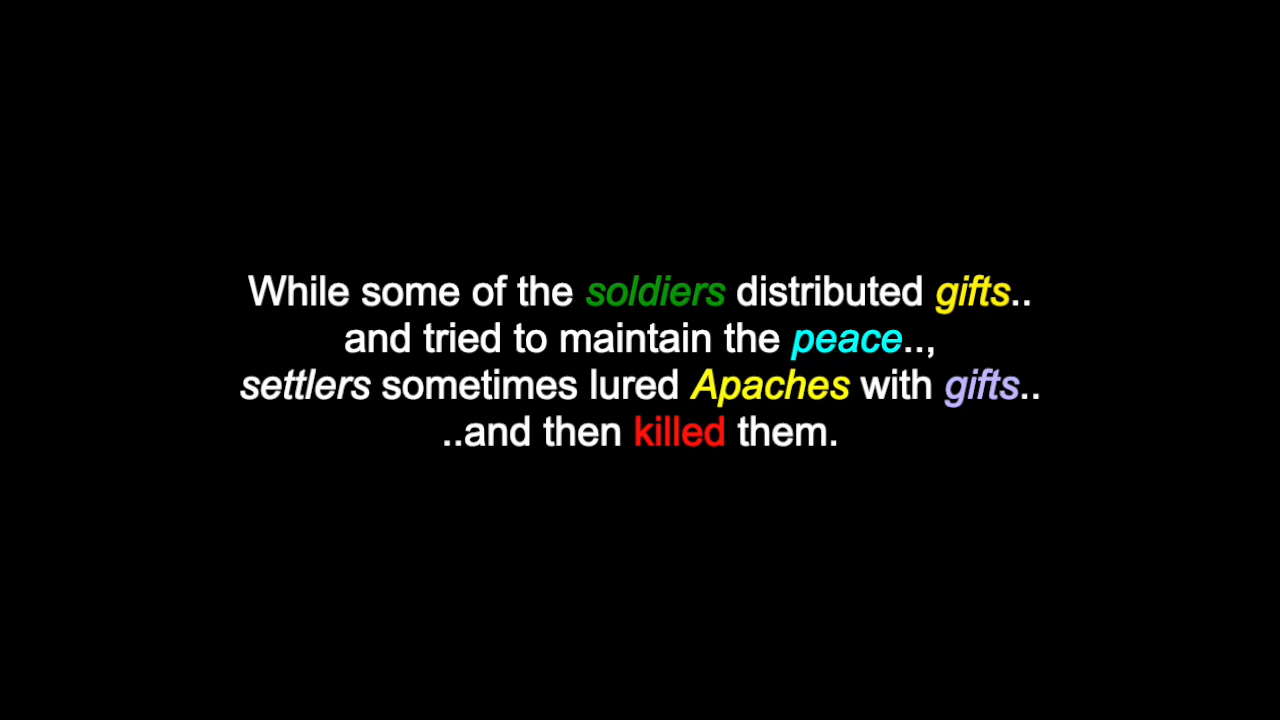 While some of the soldiers distributed gifts..
and tried to maintain the peace..,
settlers sometimes lured Apaches with gifts..
..and then killed them.